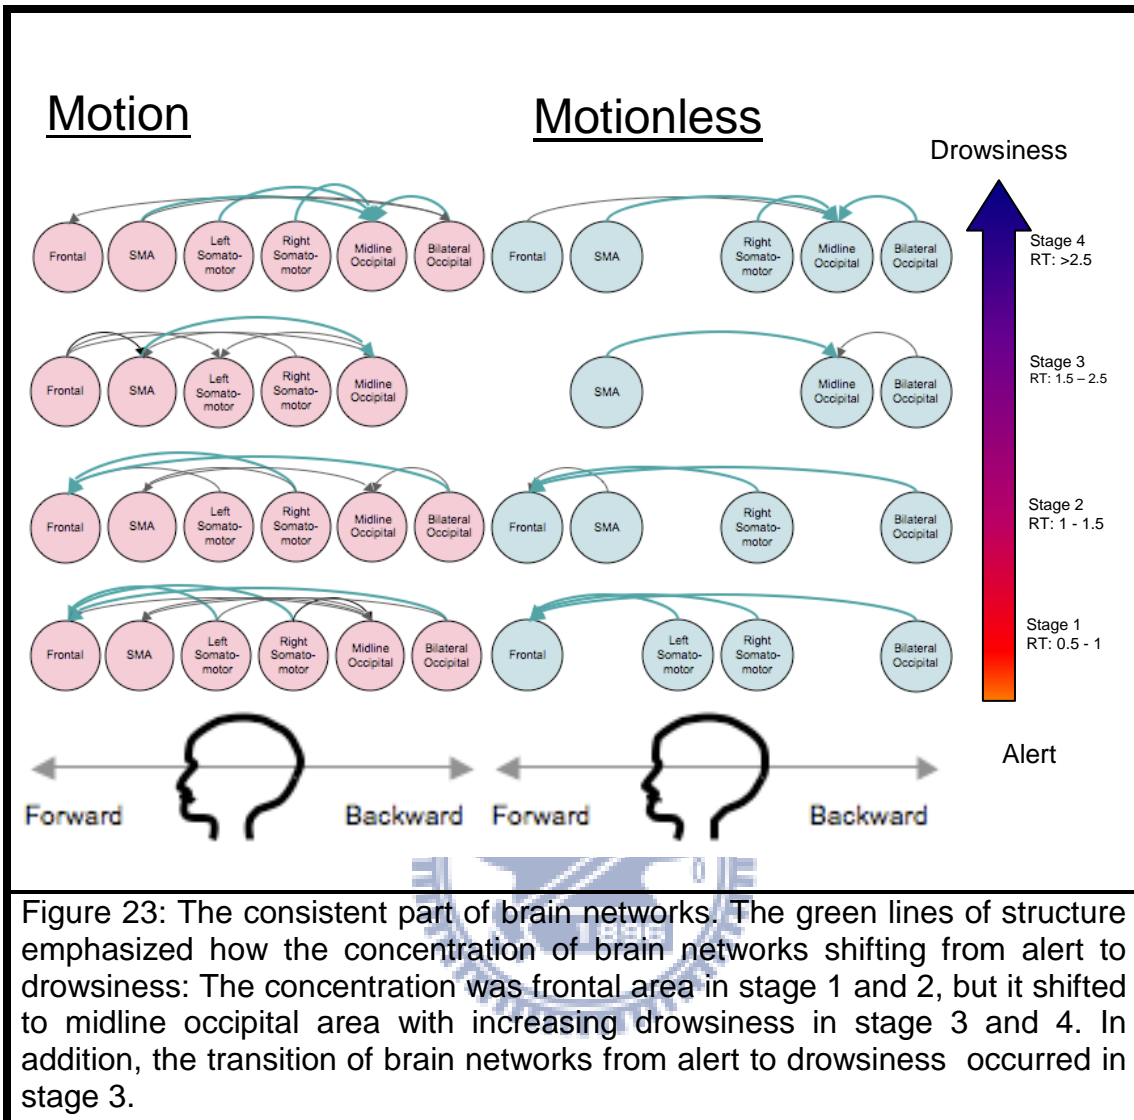 Motion
Motionless
Drowsiness
Frontal
SMA
Left
Somato-
motor
Right
Somato-
motor
Midline
Occipital
Bilateral
Occipital
Frontal
SMA
Right
Somato-
motor
Midline
Occipital
Bilateral
Occipital
Stage 4
RT: >2.5
Frontal
SMA
Left
Somato-
motor
Right
Somato-
motor
Midline
Occipital
SMA
Midline
Occipital
Bilateral
Occipital
Stage 3
RT: 1.5 – 2.5
Frontal
SMA
Left
Somato-
motor
Right
Somato-
motor
Midline
Occipital
Bilateral
Occipital
Frontal
SMA
Right
Somato-
motor
Bilateral
Occipital
Stage 2
RT: 1 - 1.5
Frontal
SMA
Left
Somato-
motor
Right
Somato-
motor
Midline
Occipital
Bilateral
Occipital
Frontal
Left
Somato-
motor
Right
Somato-
motor
Bilateral
Occipital
Stage 1
RT: 0.5 - 1
Alert
Forward
Backward
Forward
Backward
1896
Figure 23: The consistent part of brain networks. The green lines of structure
emphasized how the concentration of brain networks shifting from alert to
drowsiness: The concentration was frontal area in stage 1 and 2, but it shifted
to midline occipital area with increasing drowsiness in stage 3 and 4. In
addition, the transition of brain networks from alert to drowsiness occurred in
stage 3.